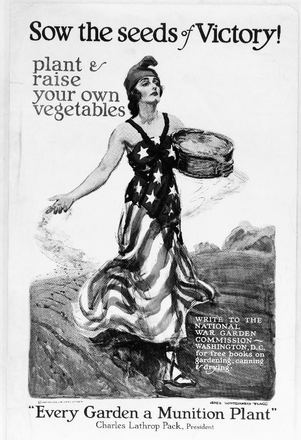 Sow the seeds of Victory!
plant &
raise
your own
vegetables
WRITE TO THE
NATIONAL
WAR GARDEN
COMMISSION ~
WASHINGTON, D.C.
for free books on
gardening, canning
& drying.
"Every Garden a Munition Plant"
Charles Lathrop Pack, President